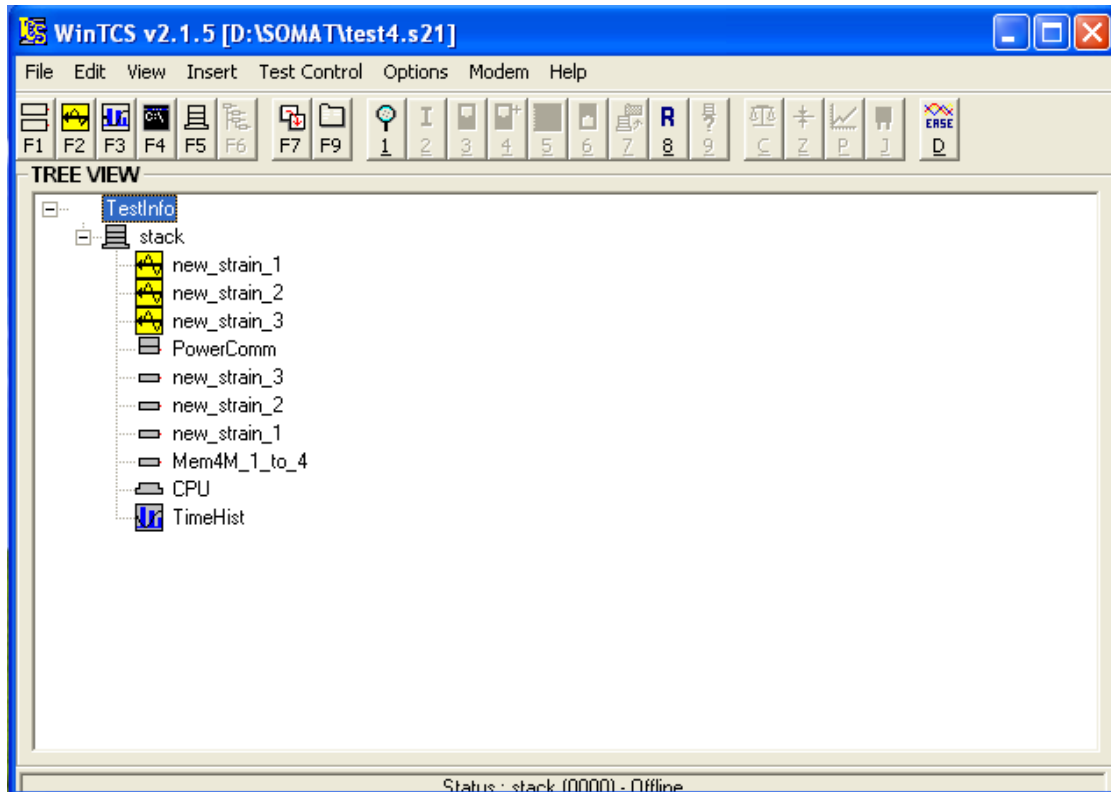 WinTCS v2.1.5 [D:\SOMAT\test4.s21]
File Edit View Insert Test Control Options Modem Help
C:\ R ? EASE
F1 F2 F3 F4 F5 F6 F7 F9 1 2 3 4 5 6 7 8 9 C Z P J D
TREE VIEW
TestInfo
stack
new_strain_1
new_strain_2
new_strain_3
PowerComm
new_strain_3
new_strain_2
new_strain_1
Mem4M_1_to_4
CPU
TimeHist
Status : stack (0000) - Offline